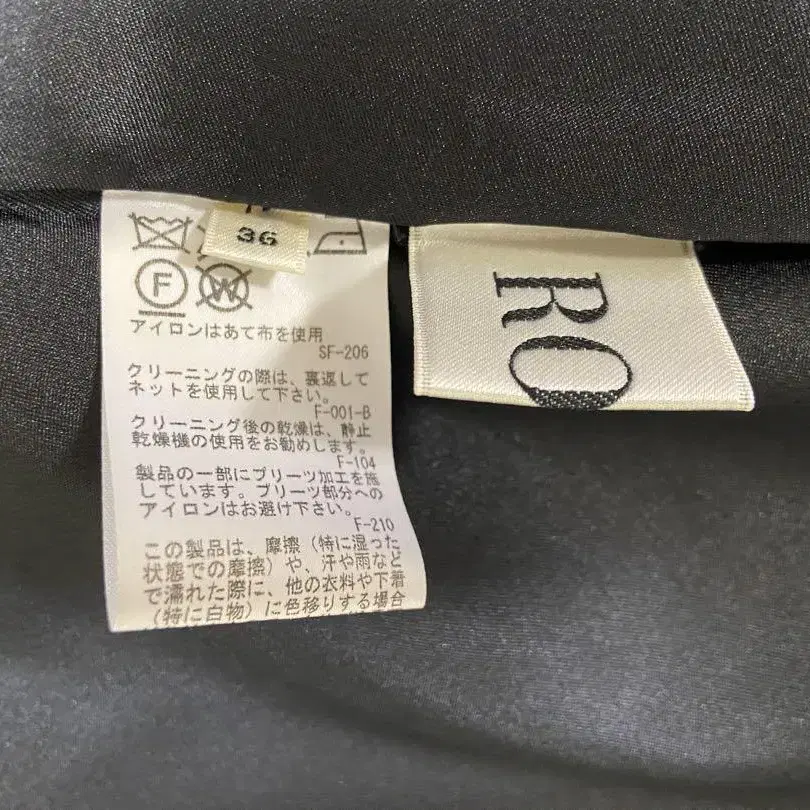 36
F W
アイロンはあて布を使用
SF-206
クリーニングの際は、裏返して
ネットを使用して下さい。
F-001-B
クリーニング後の乾燥は、静止
乾燥機の使用をお勧めします。
F-104
製品の一部にプリーツ加工を施
しています。プリーツ部分への
アイロンはお避け下さい。
F-210
この製品は、摩擦（特に湿った
状態での摩擦）や、汗や雨など
で濡れた際に、他の衣料や下着
（特に白物）に色移りする場合
RO